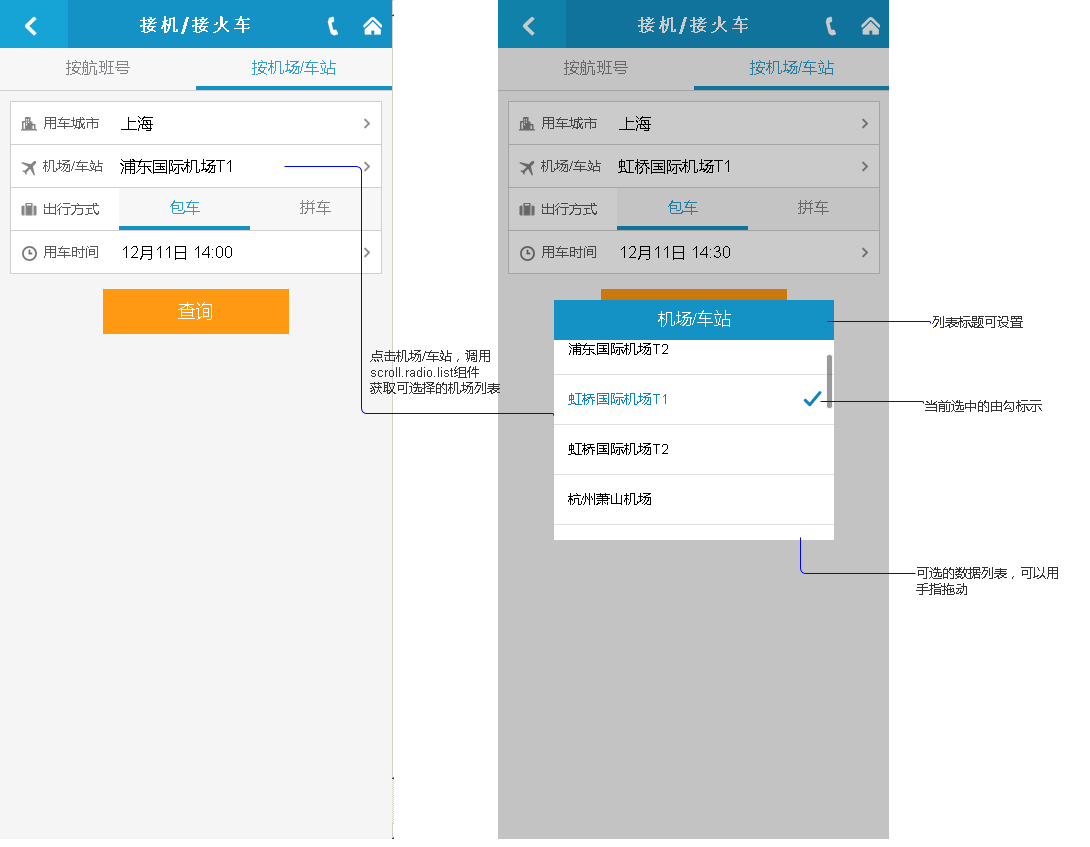 接机/接火车
按航班号
按机场/车站
用车城市
上海
机场/车站
浦东国际机场T1
出行方式
包车
拼车
用车时间
12月11日 14:00
查询
点击机场/车站，调用
scroll.radio.list组件
获取可选择的机场列表
接机/接火车
按航班号
按机场/车站
用车城市
上海
机场/车站
虹桥国际机场T1
出行方式
包车
拼车
用车时间
12月11日 14:30
机场/车站
浦东国际机场T2
虹桥国际机场T1
虹桥国际机场T2
杭州萧山机场
列表标题可设置
当前选中的由勾标示
可选的数据列表，可以用
手指拖动